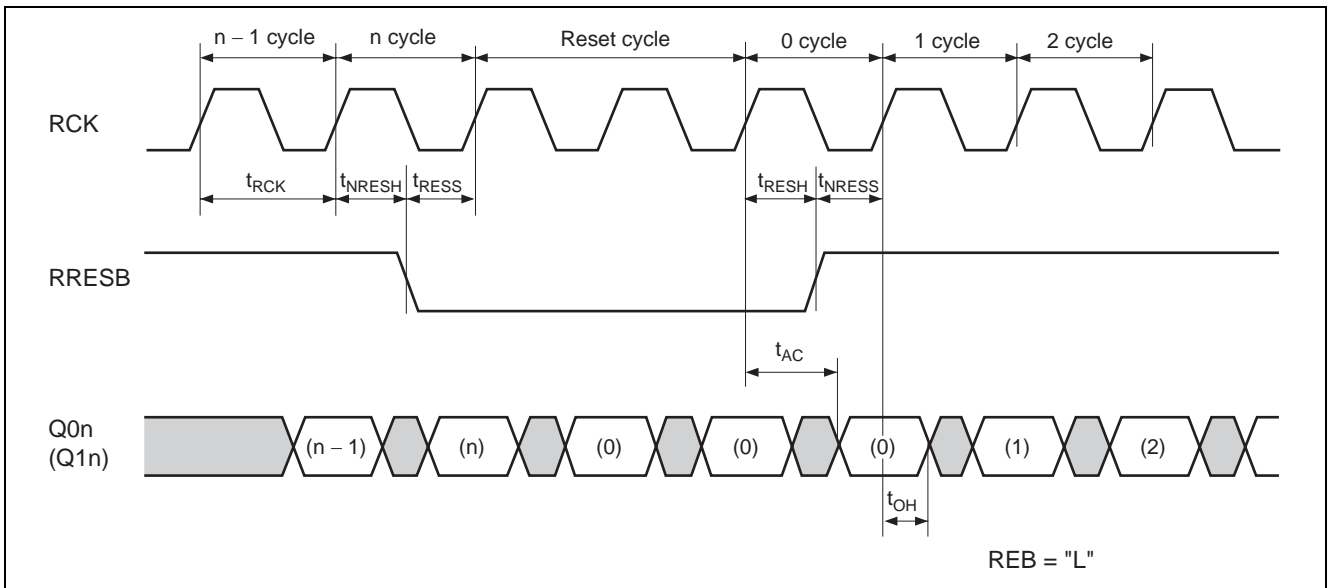 n − 1 cycle n cycle Reset cycle 0 cycle 1 cycle 2 cycle
RCK
tRCK tNRESH tRESS tRESH tNRESS
RRESB
tAC
Q0n
(Q1n)
(n − 1) (n) (0) (0) (0) (1) (2)
tOH
REB = "L"